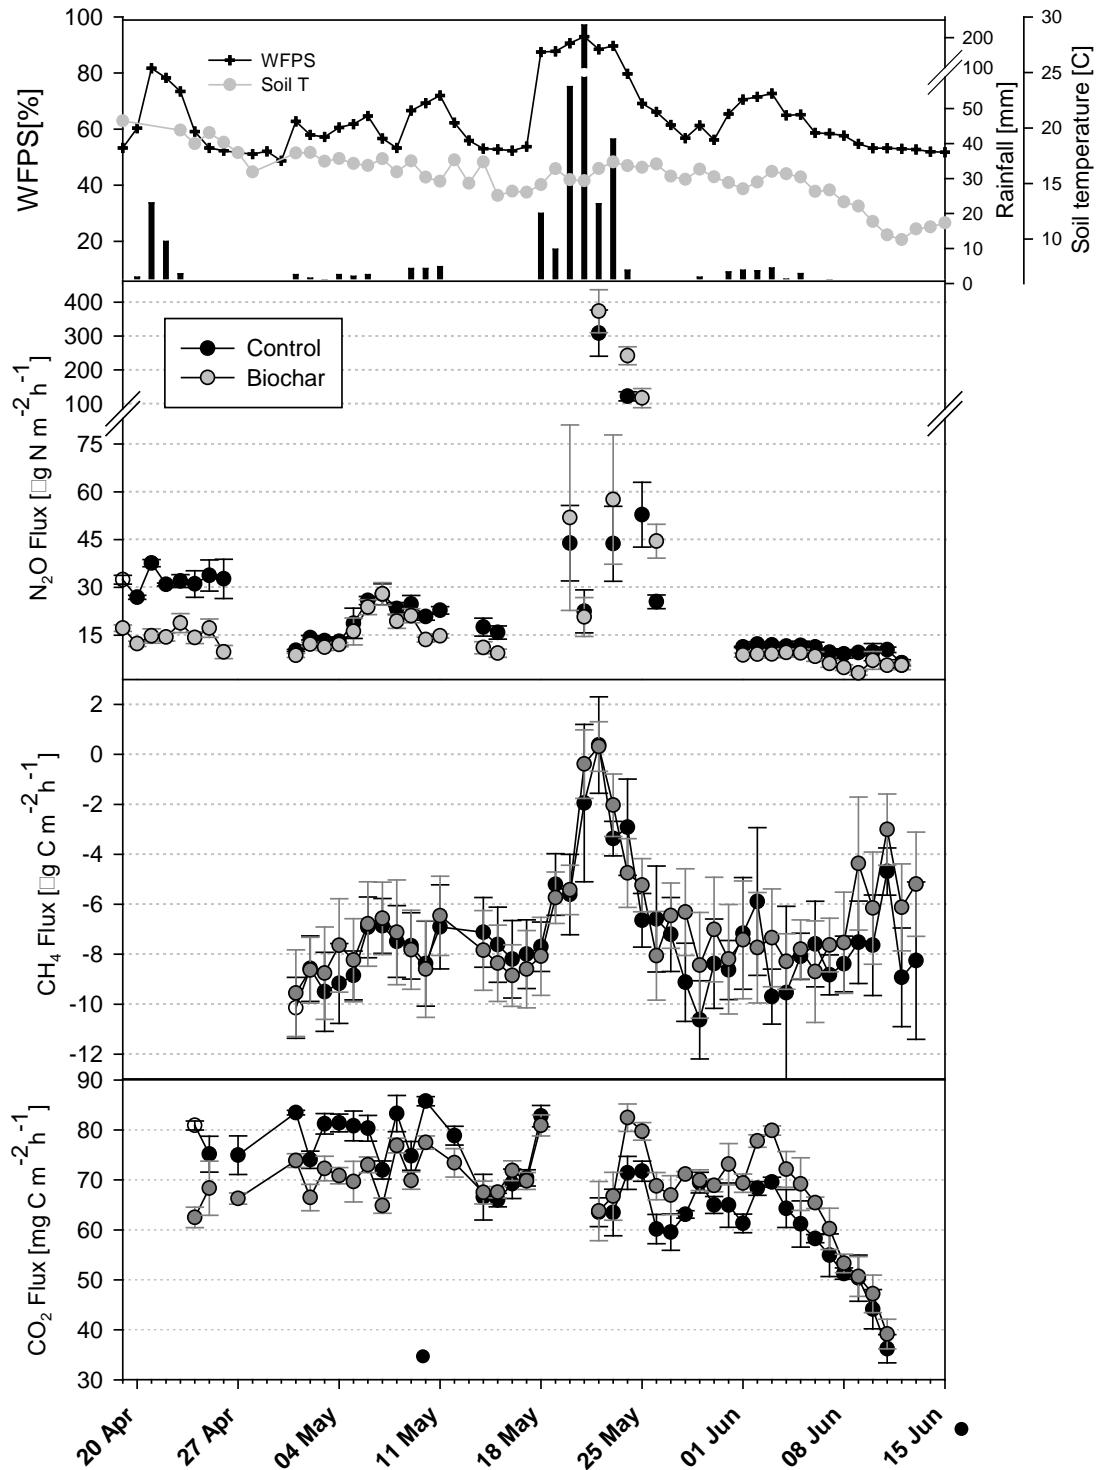 WFPS[%]
100
80
60
40
20
WFPS
Soil T
200
100
50
40
30
20
10
0
Rainfall [mm]
30
25
20
15
10
Soil temperature [C]
N₂O Flux [□g N m⁻²h⁻¹]
400
300
200
100
75
60
45
30
15
Control
Biochar
CH₄ Flux [□g C m⁻²h⁻¹]
2
0
-2
-4
-6
-8
-10
-12
CO₂ Flux [mg C m⁻²h⁻¹]
90
80
70
60
50
40
30
20 Apr
27 Apr
04 May
11 May
18 May
25 May
01 Jun
08 Jun
15 Jun